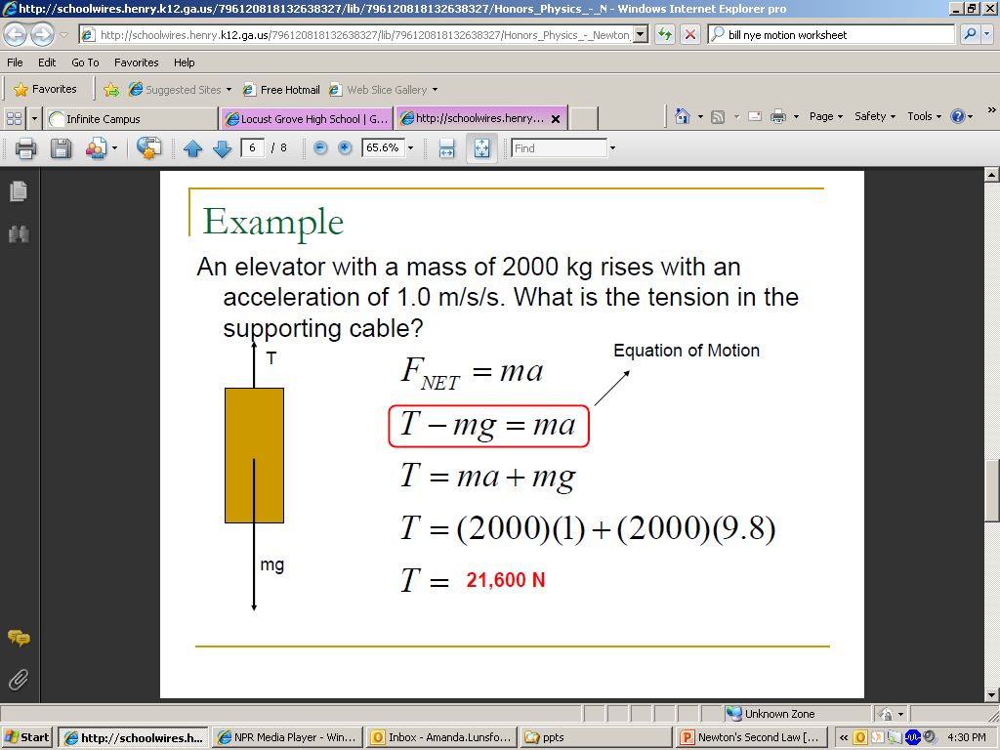 http://schoolwires.henry.k12.ga.us/796120818132638327/lib/796120818132638327/Honors_Physics_-_N - Windows Internet Explorer pro
http://schoolwires.henry.k12.ga.us/796120818132638327/lib/796120818132638327/Honors_Physics_-_Newton
bill nye motion worksheet
File Edit Go To Favorites Help
Favorites Suggested Sites Free Hotmail Web Slice Gallery
Infinite Campus Locust Grove High School | G... http://schoolwires.henry... Page Safety Tools »
6 / 8 65.6% Find
Example
An elevator with a mass of 2000 kg rises with an
acceleration of 1.0 m/s/s. What is the tension in the
supporting cable?
T
Equation of Motion
F_NET = ma
T − mg = ma
T = ma + mg
T = (2000)(1) + (2000)(9.8)
mg
T = 21,600 N
Unknown Zone
Start http://schoolwires.h... NPR Media Player - Win... Inbox - Amanda.Lunsfo... ppts Newton's Second Law [... « 4:30 PM